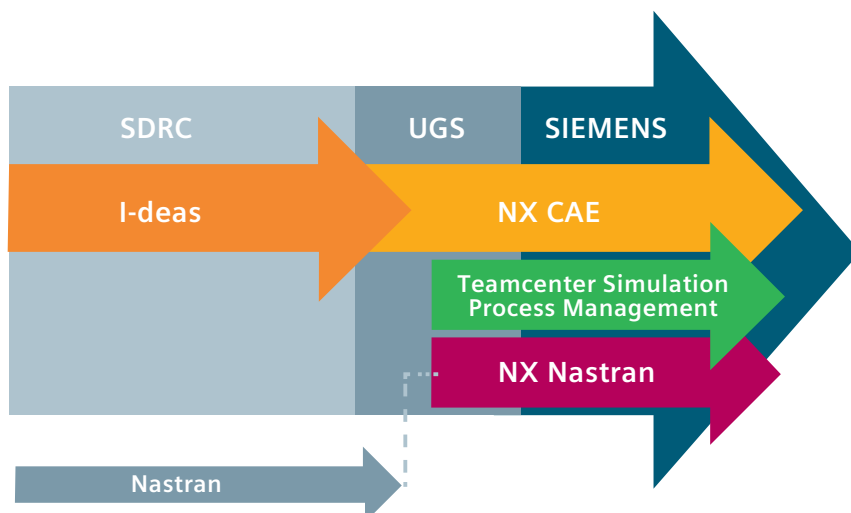 SDRC
UGS
SIEMENS
I-deas
NX CAE
Teamcenter Simulation
Process Management
NX Nastran
Nastran